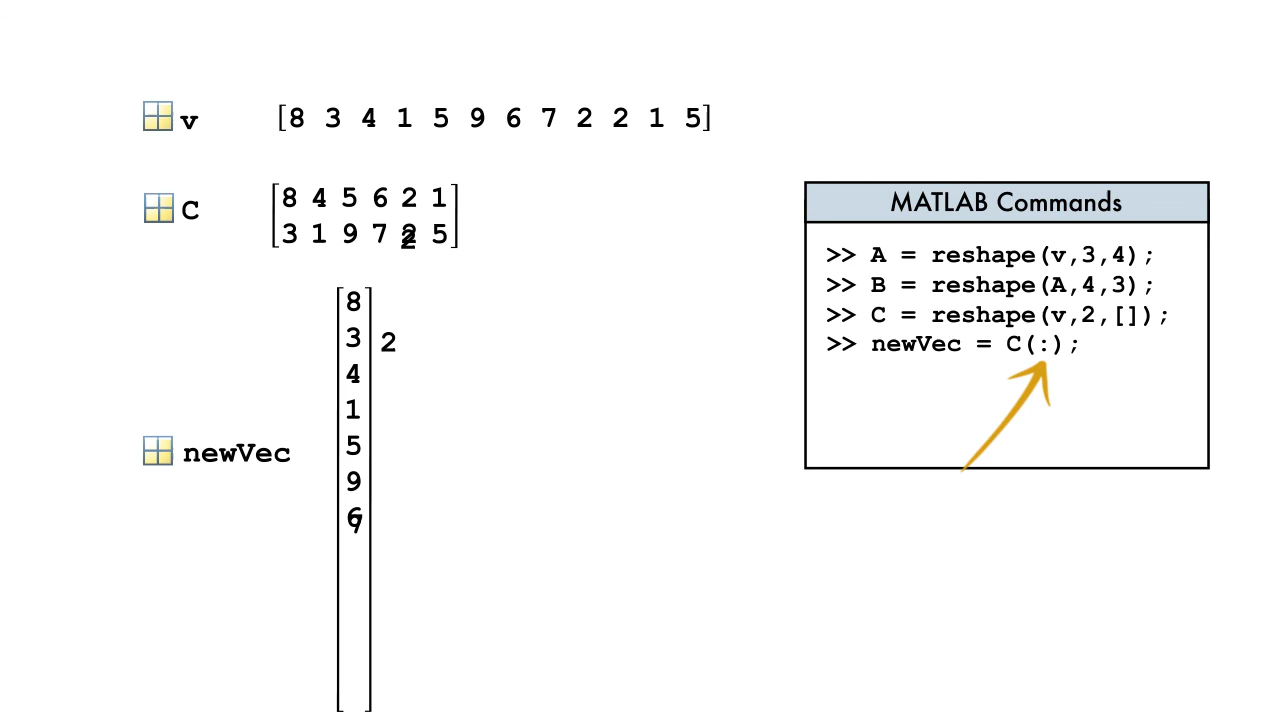 v [8 3 4 1 5 9 6 7 2 2 1 5]
C [8 4 5 6 2 1
3 1 9 7 2 5]
2
8
3
2
4
1
5
newVec
9
6
7
MATLAB Commands
>> A = reshape(v,3,4);
>> B = reshape(A,4,3);
>> C = reshape(v,2,[]);
>> newVec = C(:);